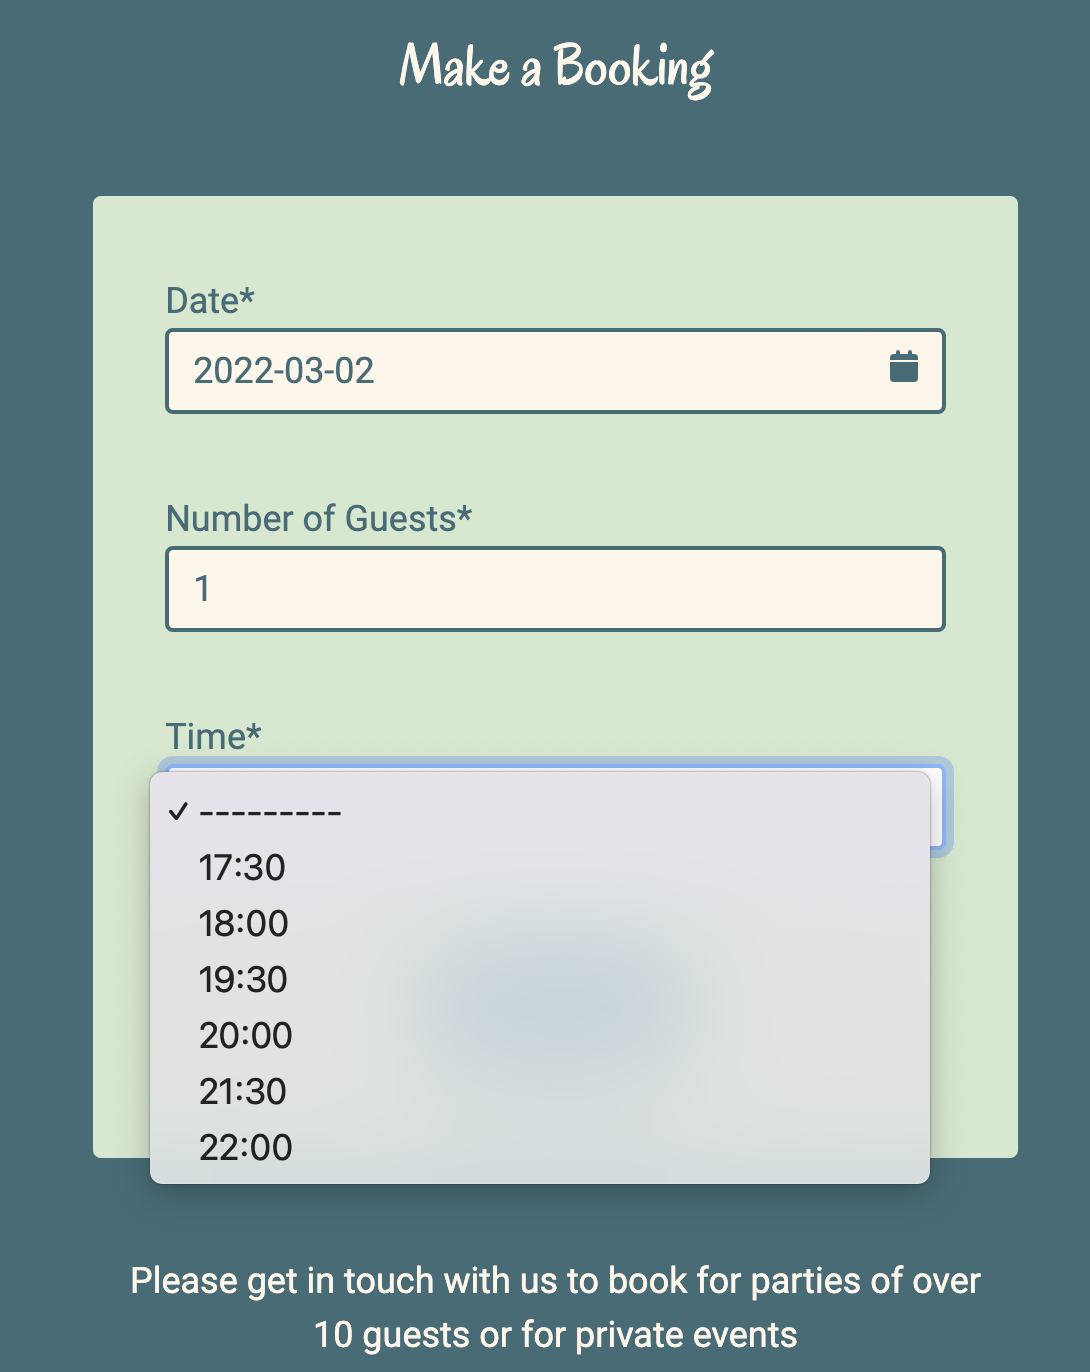 Make a Booking
Date*
2022-03-02
Number of Guests*
1
Time*
---------
17:30
18:00
19:30
20:00
21:30
22:00
Please get in touch with us to book for parties of over
10 guests or for private events